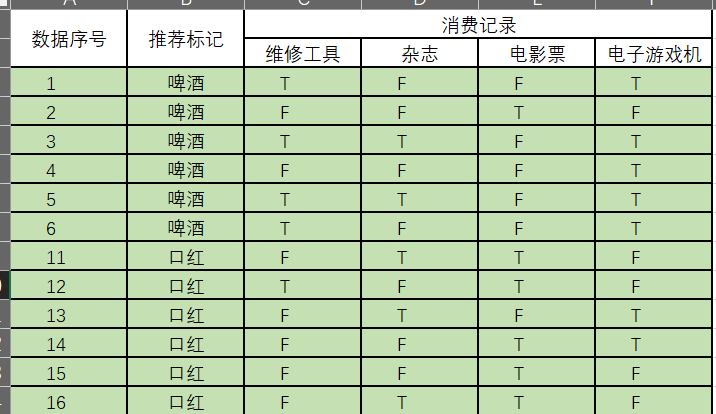 数据序号 推荐标记 消费记录
维修工具 杂志 电影票 电子游戏机
1 啤酒 T F F T
2 啤酒 F F T F
3 啤酒 T T F T
4 啤酒 F F F T
5 啤酒 T T F T
6 啤酒 T F F T
11 口红 F T T F
12 口红 T F T F
13 口红 F T F T
14 口红 F F T T
15 口红 F F T F
16 口红 F T T F